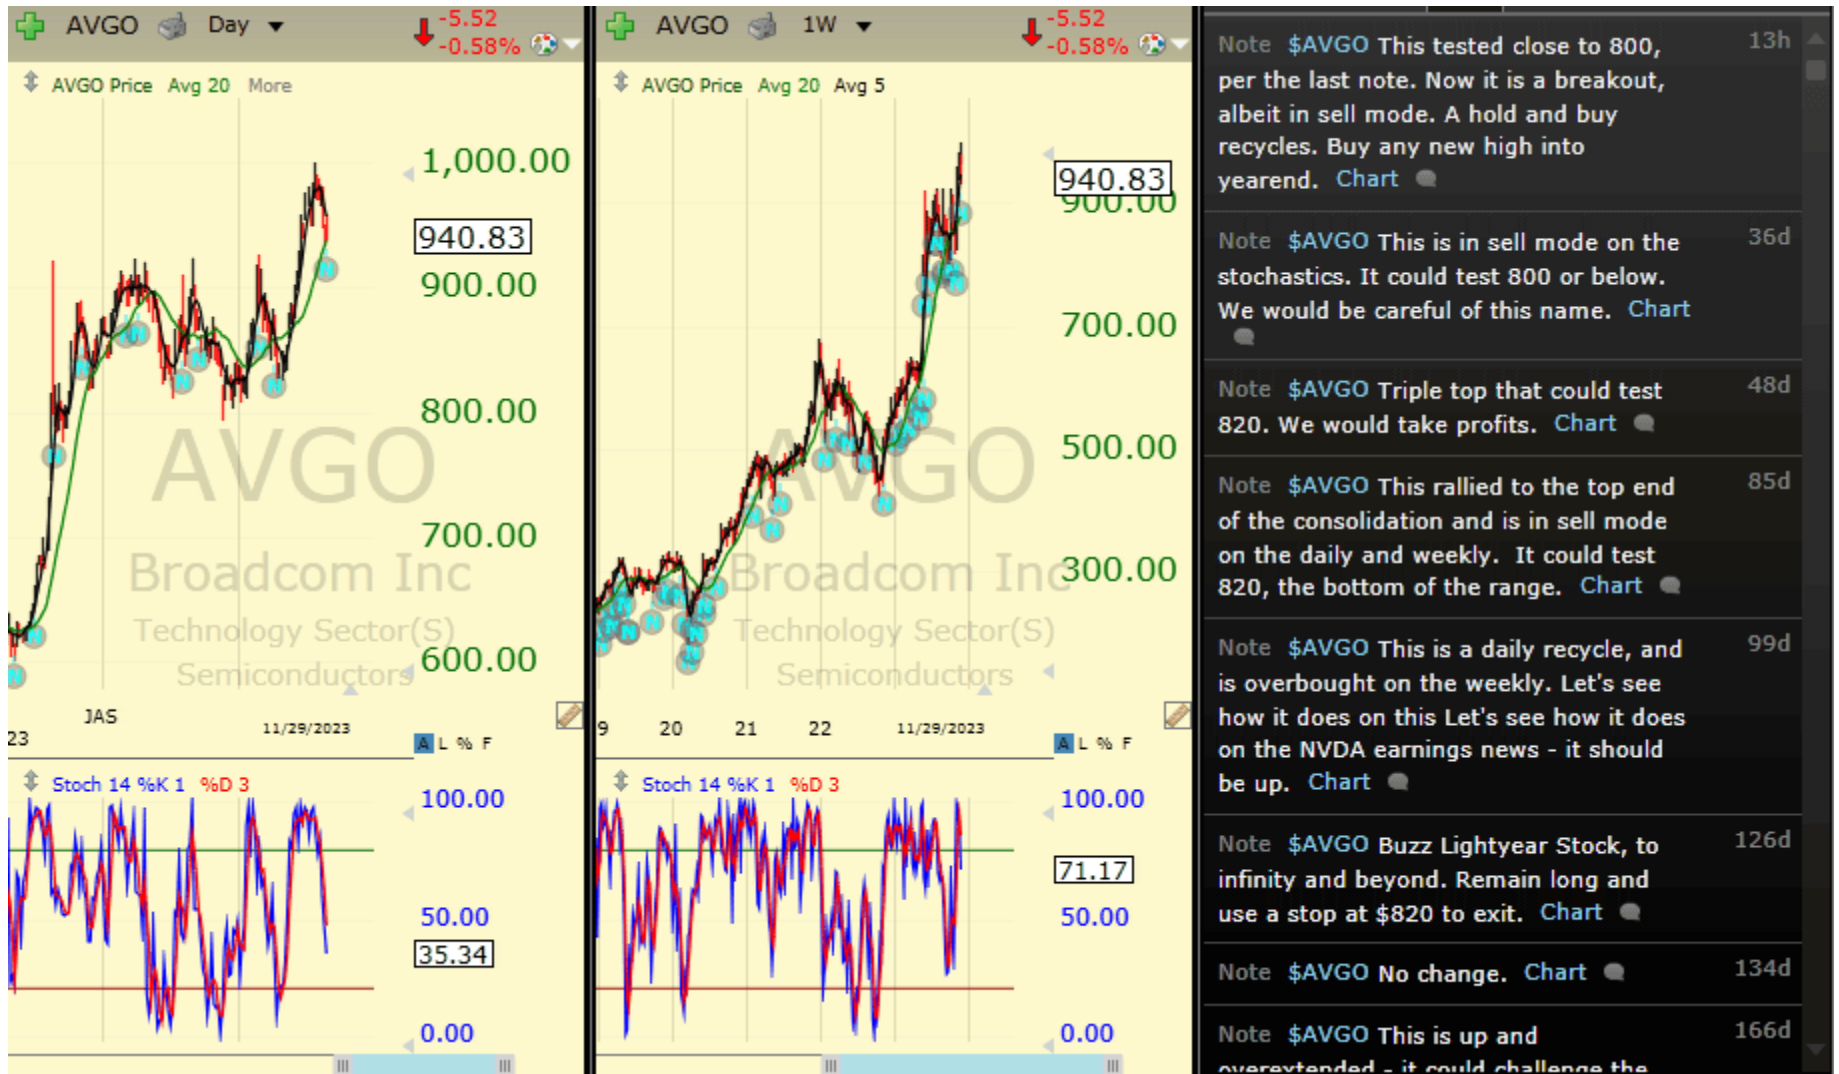 AVGO Day
-5.52
-0.58%
AVGO Price Avg 20 More
1,000.00
940.83
900.00
800.00
AVGO
700.00
Broadcom Inc
Technology Sector(S)
600.00
Semiconductors
JAS
23
11/29/2023
A L % F
Stoch 14 %K 1 %D 3
100.00
50.00
35.34
0.00
AVGO 1W
-5.52
-0.58%
AVGO Price Avg 20 Avg 5
940.83
900.00
700.00
500.00
AVGO
300.00
Broadcom Inc
Technology Sector(S)
Semiconductors
9 20 21 22 11/29/2023
A L % F
Stoch 14 %K 1 %D 3
100.00
71.17
50.00
0.00
Note $AVGO This tested close to 800, 13h
per the last note. Now it is a breakout,
albeit in sell mode. A hold and buy
recycles. Buy any new high into
yearend. Chart
Note $AVGO This is in sell mode on the 36d
stochastics. It could test 800 or below.
We would be careful of this name. Chart
Note $AVGO Triple top that could test 48d
820. We would take profits. Chart
Note $AVGO This rallied to the top end 85d
of the consolidation and is in sell mode
on the daily and weekly. It could test
820, the bottom of the range. Chart
Note $AVGO This is a daily recycle, and 99d
is overbought on the weekly. Let's see
how it does on this Let's see how it does
on the NVDA earnings news - it should
be up. Chart
Note $AVGO Buzz Lightyear Stock, to 126d
infinity and beyond. Remain long and
use a stop at $820 to exit. Chart
Note $AVGO No change. Chart 134d
Note $AVGO This is up and 166d
overextended - it could challenge the